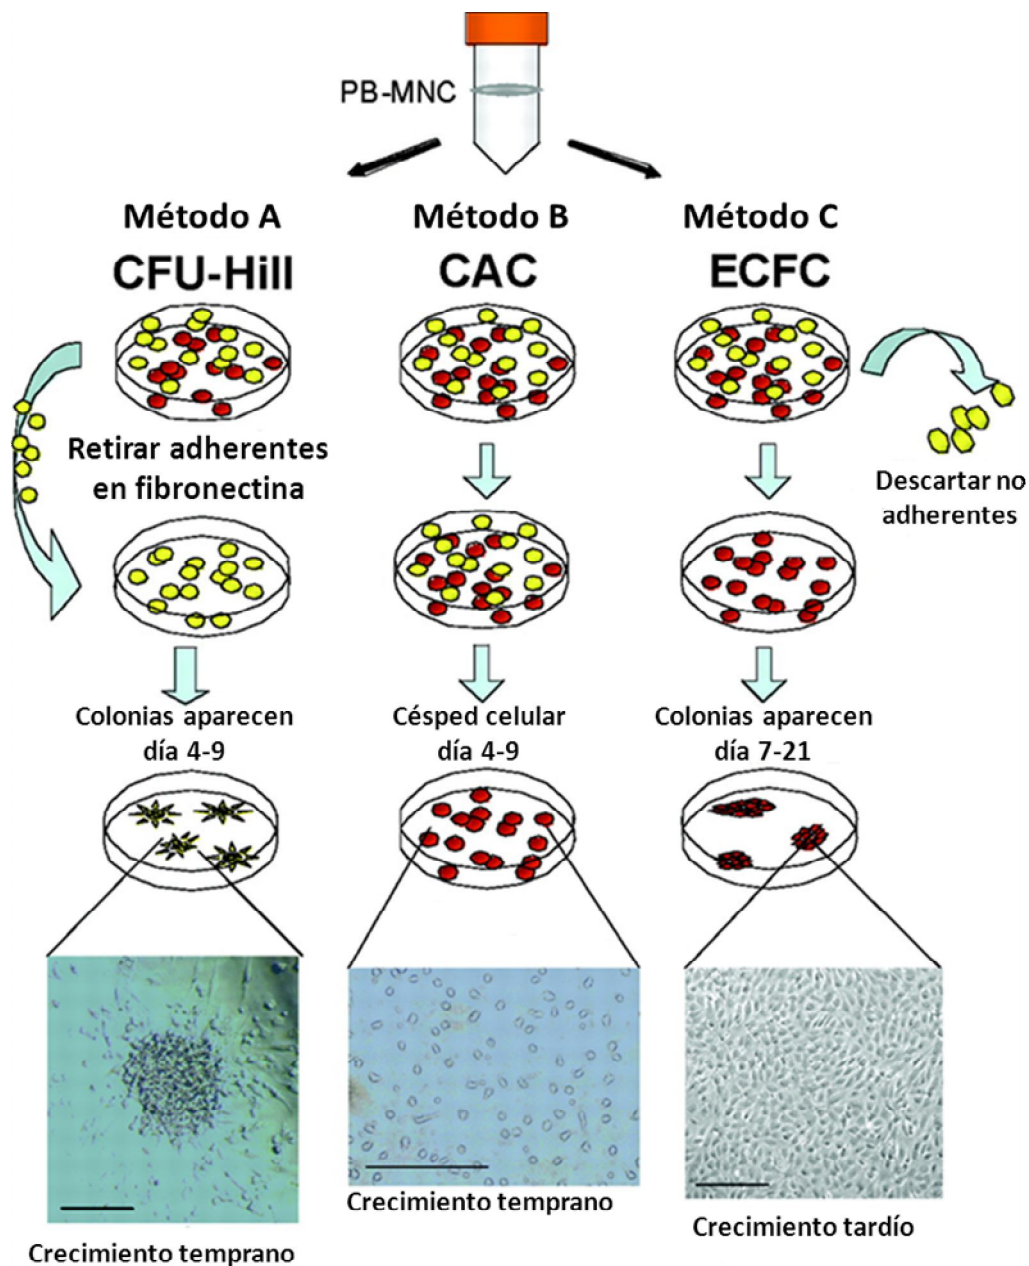 PB-MNC
Método A
CFU-Hill
Retirar adherentes
en fibronectina
Colonias aparecen
día 4-9
Crecimiento temprano
Método B
CAC
Césped celular
día 4-9
Crecimiento temprano
Método C
ECFC
Descartar no
adherentes
Colonias aparecen
día 7-21
Crecimiento tardío